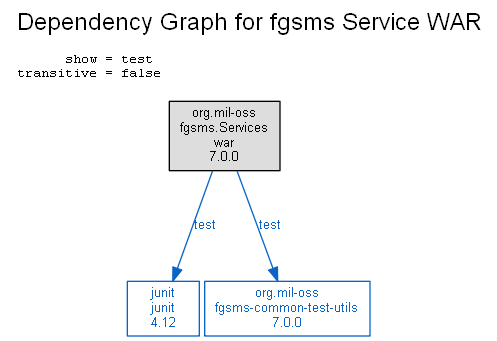 Dependency Graph for fgsms Service WAR
show = test
transitive = false
org.mil-oss
fgsms.Services
war
7.0.0
test
test
junit
junit
4.12
org.mil-oss
fgsms-common-test-utils
7.0.0